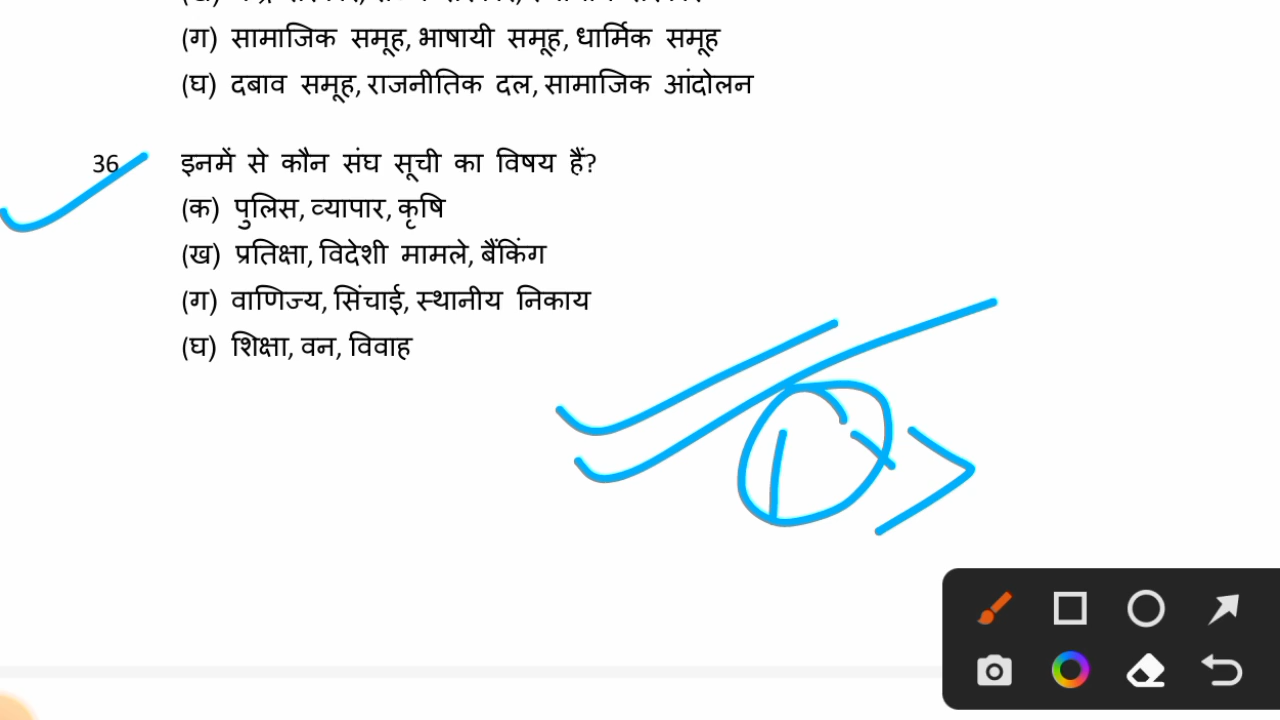 (ग) सामाजिक समूह, भाषायी समूह, धार्मिक समूह
(घ) दबाव समूह, राजनीतिक दल, सामाजिक आंदोलन
36 इनमें से कौन संघ सूची का विषय हैं?
(क) पुलिस, व्यापार, कृषि
(ख) प्रतिक्षा, विदेशी मामले, बैंकिंग
(ग) वाणिज्य, सिंचाई, स्थानीय निकाय
(घ) शिक्षा, वन, विवाह